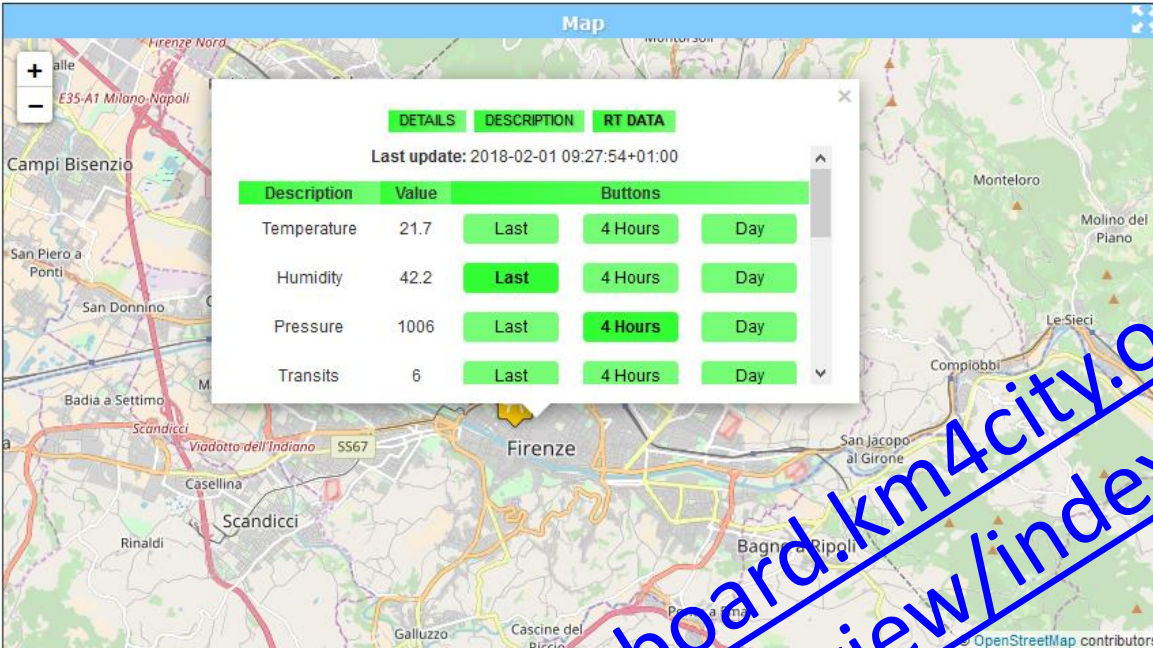 Map
Firenze Nord
+
alle
E35-A1 Milano-Napoli
−
×
DETAILS DESCRIPTION RT DATA
Last update: 2018-02-01 09:27:54+01:00
Campi Bisenzio
Description Value Buttons
Monteloro
Temperature 21.7 Last 4 Hours Day
Molino del
Piano
San Piero a
Ponti
Humidity 42.2 Last 4 Hours Day
San Donnino
Pressure 1006 Last 4 Hours Day
Le Sieci
Compiobbi
Transits 6 Last 4 Hours Day
Badia a Settimo
Scandicci
Viadotto dell'Indiano SS67
Firenze
San Jacopo
al Girone
Casellina
Scandicci
Rinaldi
Bagno a Ripoli
board.km4city.o
iew/index
Galluzzo
Cascine del
Riccio
© OpenStreetMap contributors